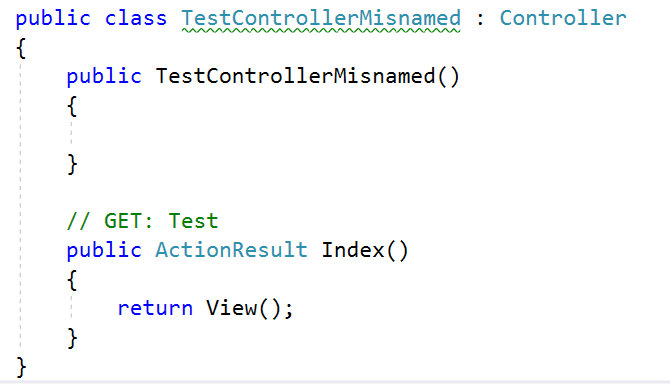 public class TestControllerMisnamed : Controller
{
public TestControllerMisnamed()
{
}
// GET: Test
public ActionResult Index()
{
return View();
}
}